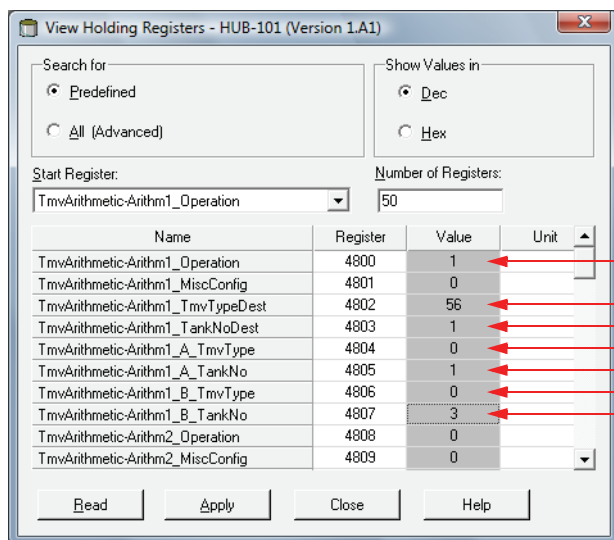 View Holding Registers - HUB-101 (Version 1.A1)
Search for
Show Values in
Predefined
Dec
All (Advanced)
Hex
Start Register:
Number of Registers:
TmvArithmetic-Arithm1_Operation
50
Name Register Value Unit
TmvArithmetic-Arithm1_Operation 4800 1
TmvArithmetic-Arithm1_MiscConfig 4801 0
TmvArithmetic-Arithm1_TmvTypeDest 4802 56
TmvArithmetic-Arithm1_TankNoDest 4803 1
TmvArithmetic-Arithm1_A_TmvType 4804 0
TmvArithmetic-Arithm1_A_TankNo 4805 1
TmvArithmetic-Arithm1_B_TmvType 4806 0
TmvArithmetic-Arithm1_B_TankNo 4807 3
TmvArithmetic-Arithm2_Operation 4808 0
TmvArithmetic-Arithm2_MiscConfig 4809 0
Read Apply Close Help